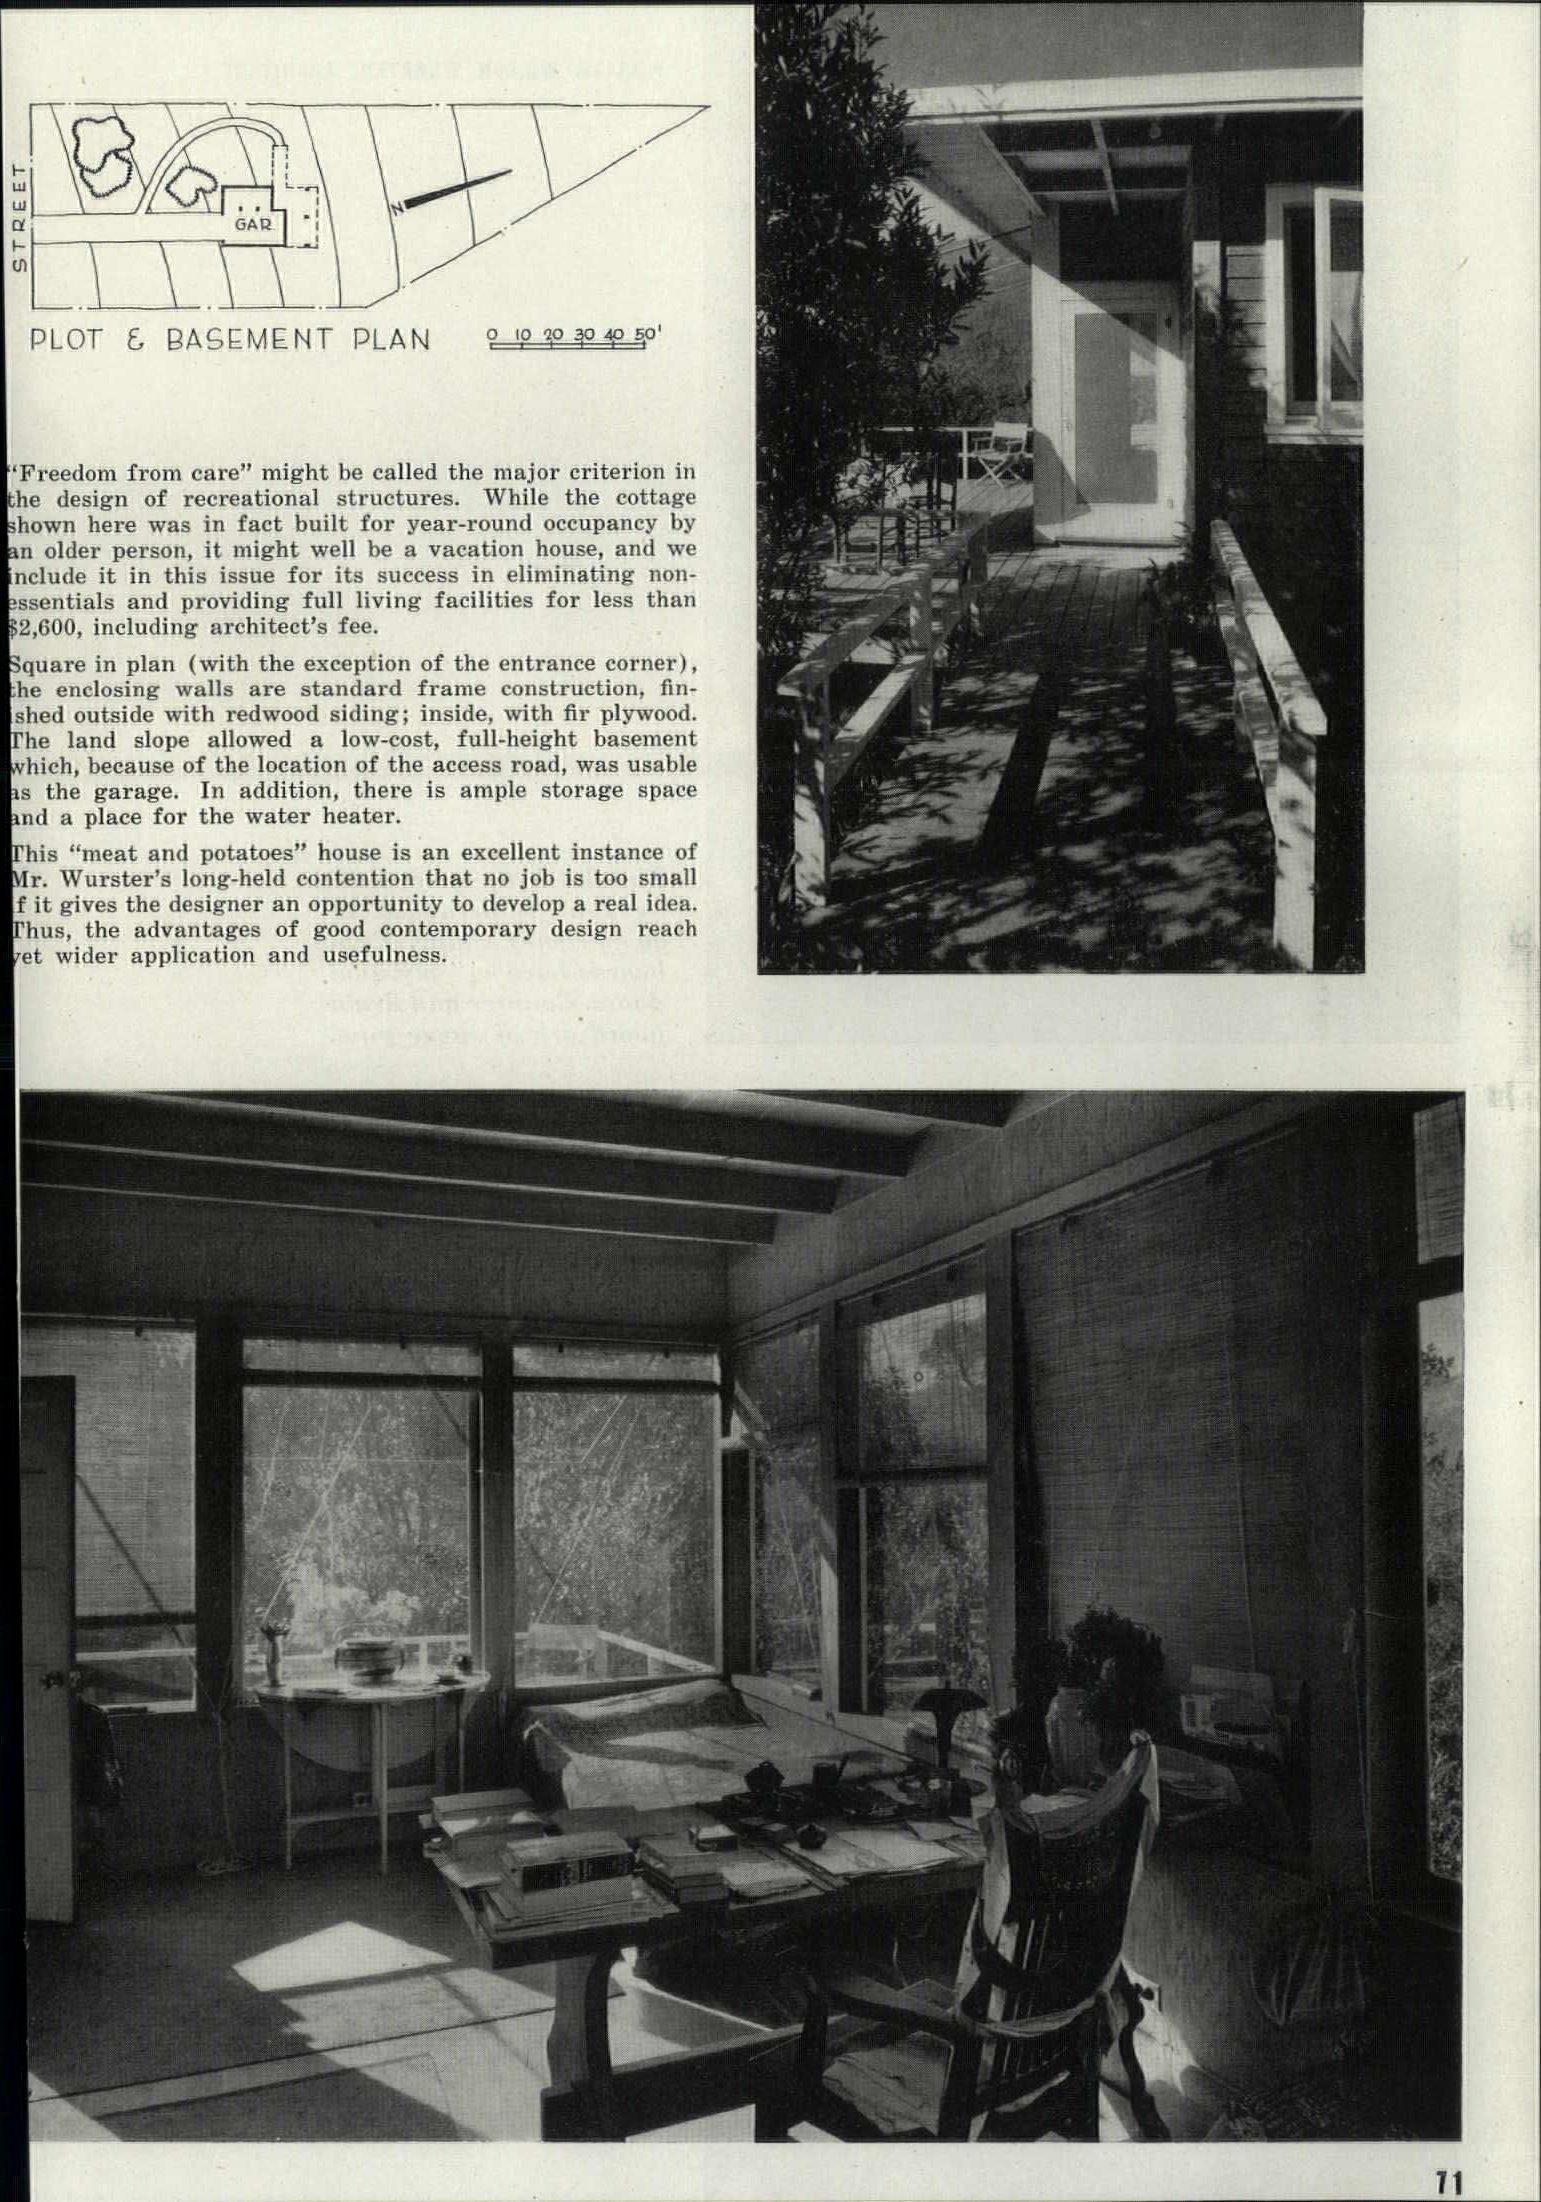 STREET
GAR.
N
PLOT & BASEMENT PLAN
0 10 20 30 40 50'
"Freedom from care" might be called the major criterion in
the design of recreational structures. While the cottage
shown here was in fact built for year-round occupancy by
an older person, it might well be a vacation house, and we
include it in this issue for its success in eliminating non-
essentials and providing full living facilities for less than
$2,600, including architect's fee.
Square in plan (with the exception of the entrance corner),
the enclosing walls are standard frame construction, fin-
ished outside with redwood siding; inside, with fir plywood.
The land slope allowed a low-cost, full-height basement
which, because of the location of the access road, was usable
as the garage. In addition, there is ample storage space
and a place for the water heater.
This "meat and potatoes" house is an excellent instance of
Mr. Wurster's long-held contention that no job is too small
if it gives the designer an opportunity to develop a real idea.
Thus, the advantages of good contemporary design reach
yet wider application and usefulness.
71